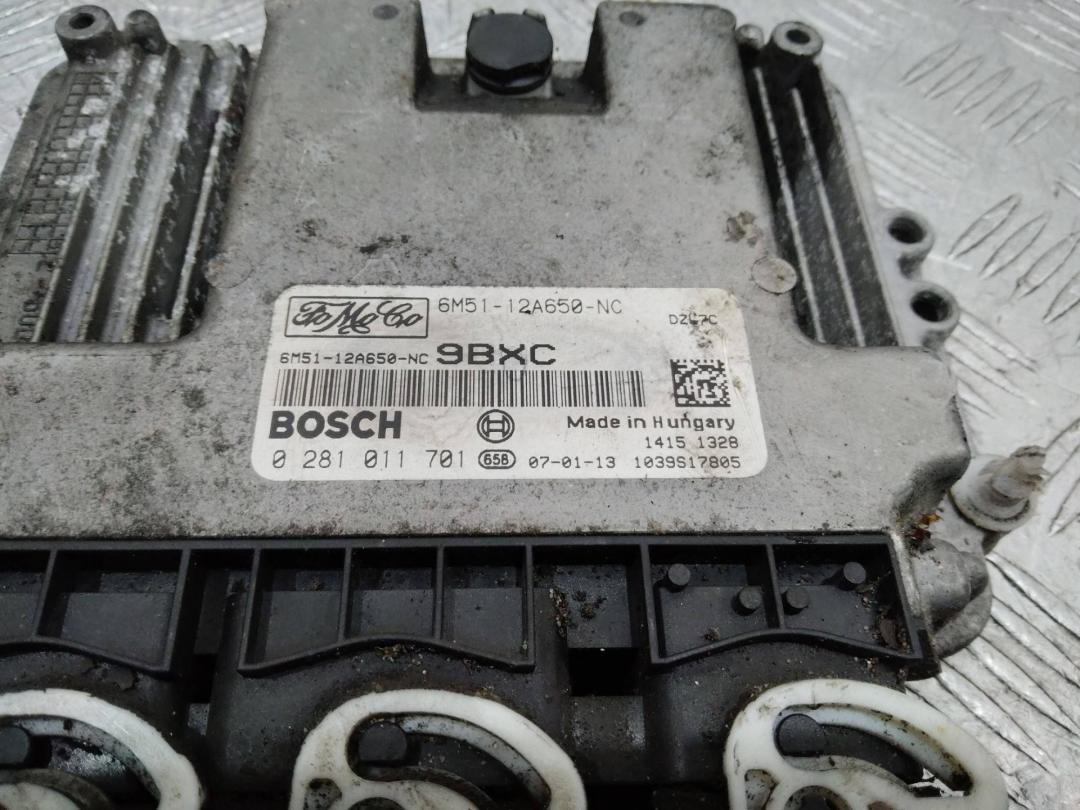 FoMoCo 6M51-12A650-NC
DZC7C
6M51-12A650-NC 9BXC
BOSCH Made in Hungary
1415 1328
0 281 011 701 658 07-01-13 1039S17805